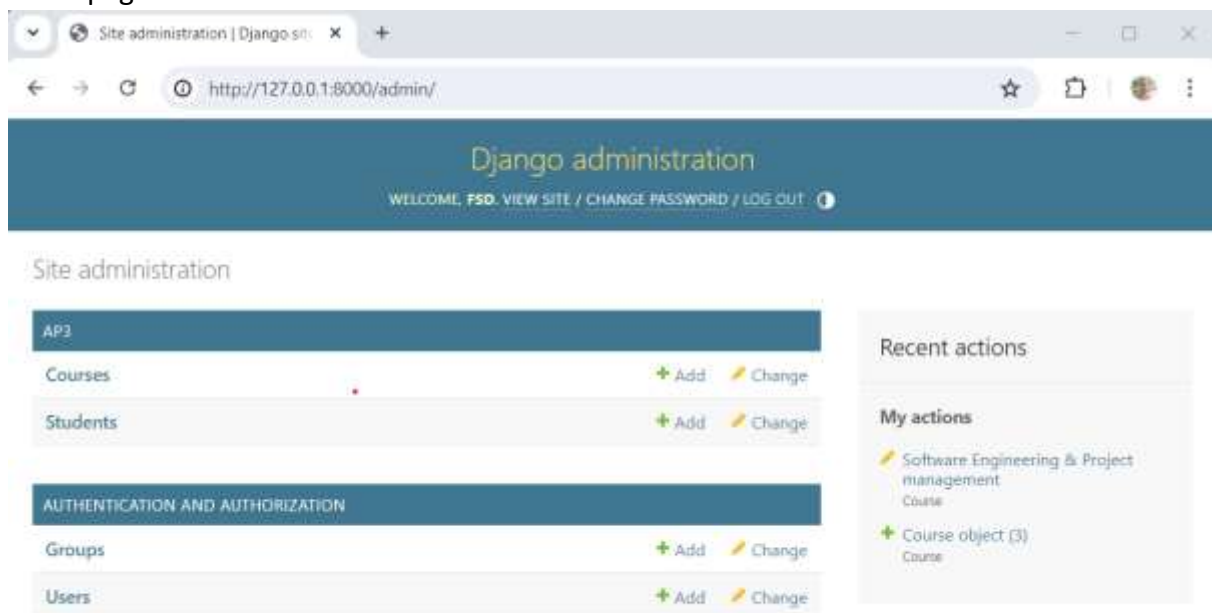 Site administration | Django sit
http://127.0.0.1:8000/admin/
Django administration
WELCOME, FSD. VIEW SITE / CHANGE PASSWORD / LOG OUT
Site administration
AP3
Courses + Add Change
Students + Add Change
AUTHENTICATION AND AUTHORIZATION
Groups + Add Change
Users + Add Change
Recent actions
My actions
Software Engineering & Project
management
Course
+ Course object (3)
Course